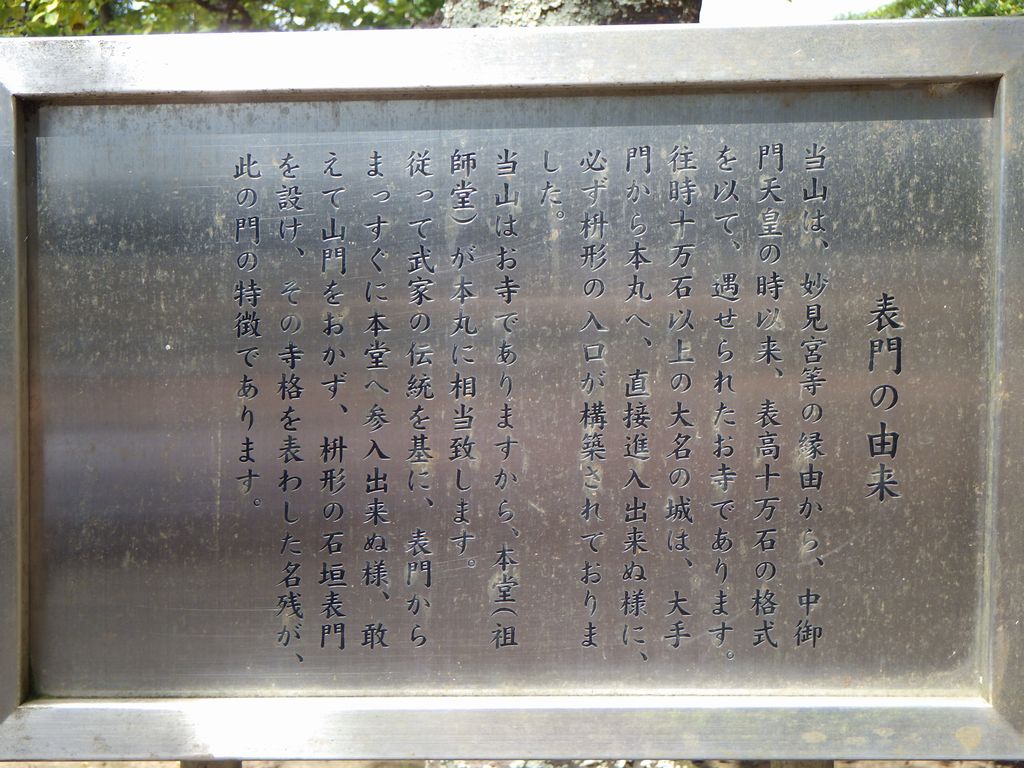 表門の由来
当山は、妙見宮等の縁由から、中御
門天皇の時以来、表高十万石の格式
を以て、遇せられたお寺であります。
往時十万石以上の大名の城は、大手
門から本丸へ、直接進入出来ぬ様に、
必ず枡形の入口が構築されておりま
した。
当山はお寺でありますから、本堂(祖
師堂)が本丸に相当致します。
従って武家の伝統を基に、表門から
まっすぐに本堂へ参入出来ぬ様、敢
えて山門をおかず、枡形の石垣表門
を設け、その寺格を表わした名残が、
此の門の特徴であります。